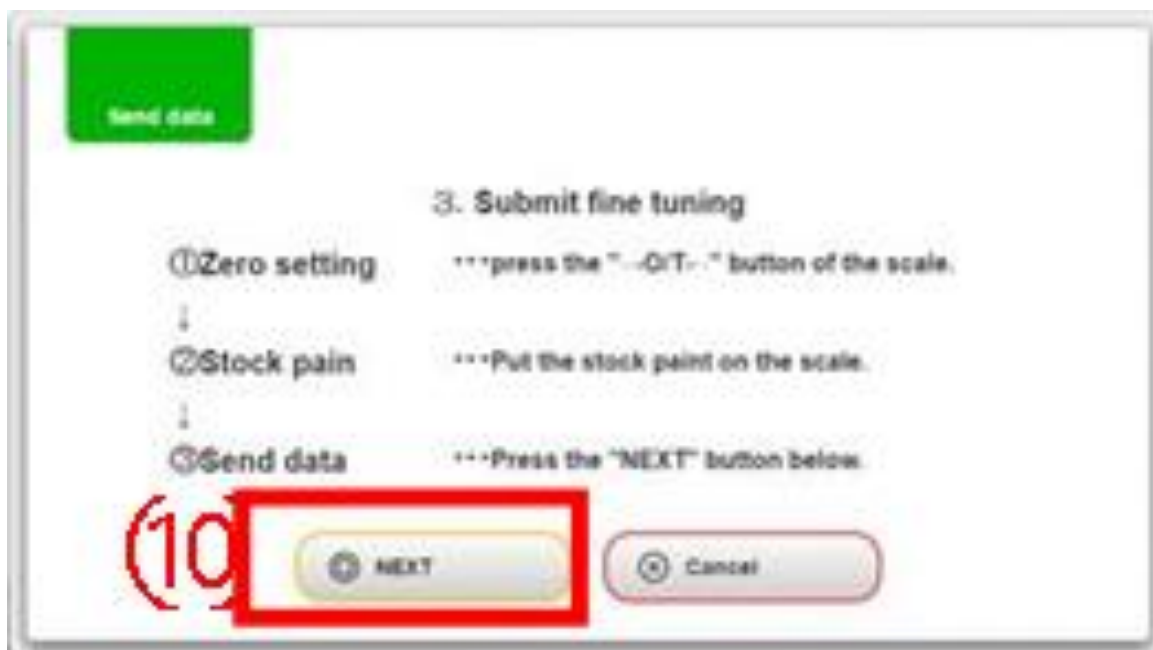 Send data
3. Submit fine tuning
①Zero setting ･･･press the "→O/T←" button of the scale.
↓
②Stock pain ･･･Put the stock paint on the scale.
↓
③Send data ･･･Press the "NEXT" button below.
(10)
NEXT
Cancel